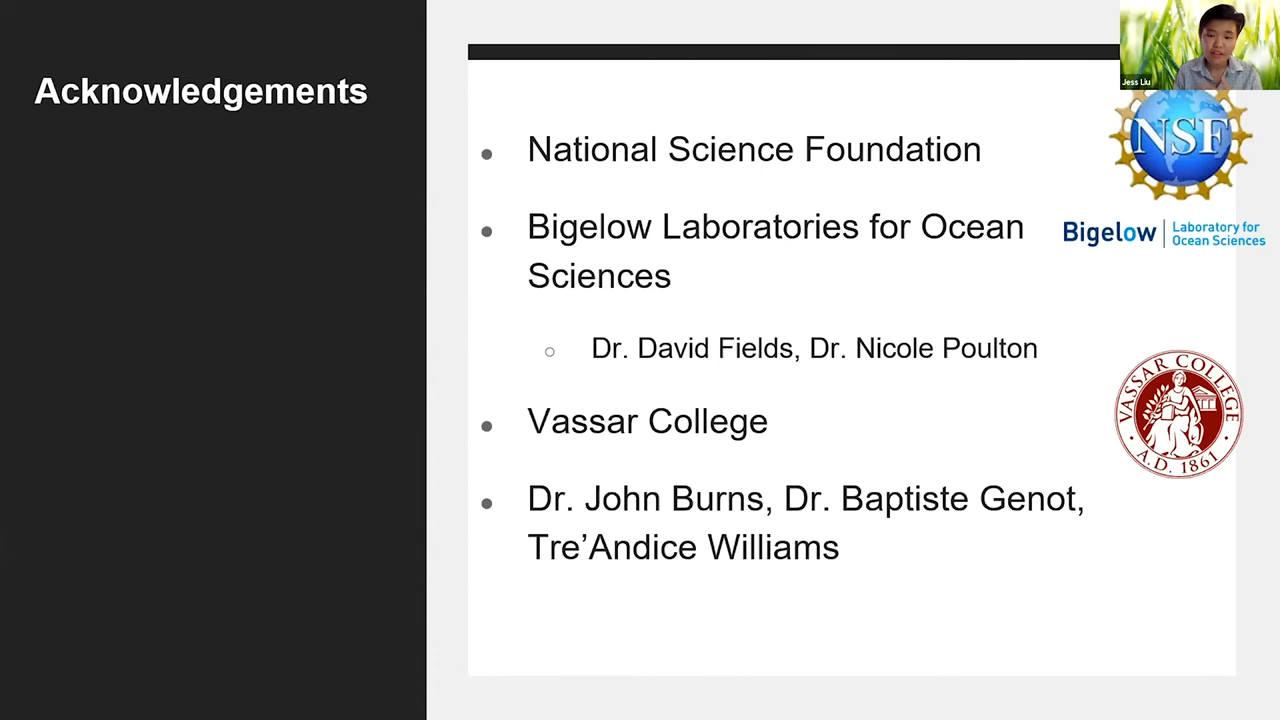 Acknowledgements
Jess Liu
NSF
National Science Foundation
Bigelow Laboratories for Ocean
Sciences
Bigelow Laboratory for
Ocean Sciences
Dr. David Fields, Dr. Nicole Poulton
Vassar College
VASSAR COLLEGE
A.D. 1861
Dr. John Burns, Dr. Baptiste Genot,
Tre’Andice Williams